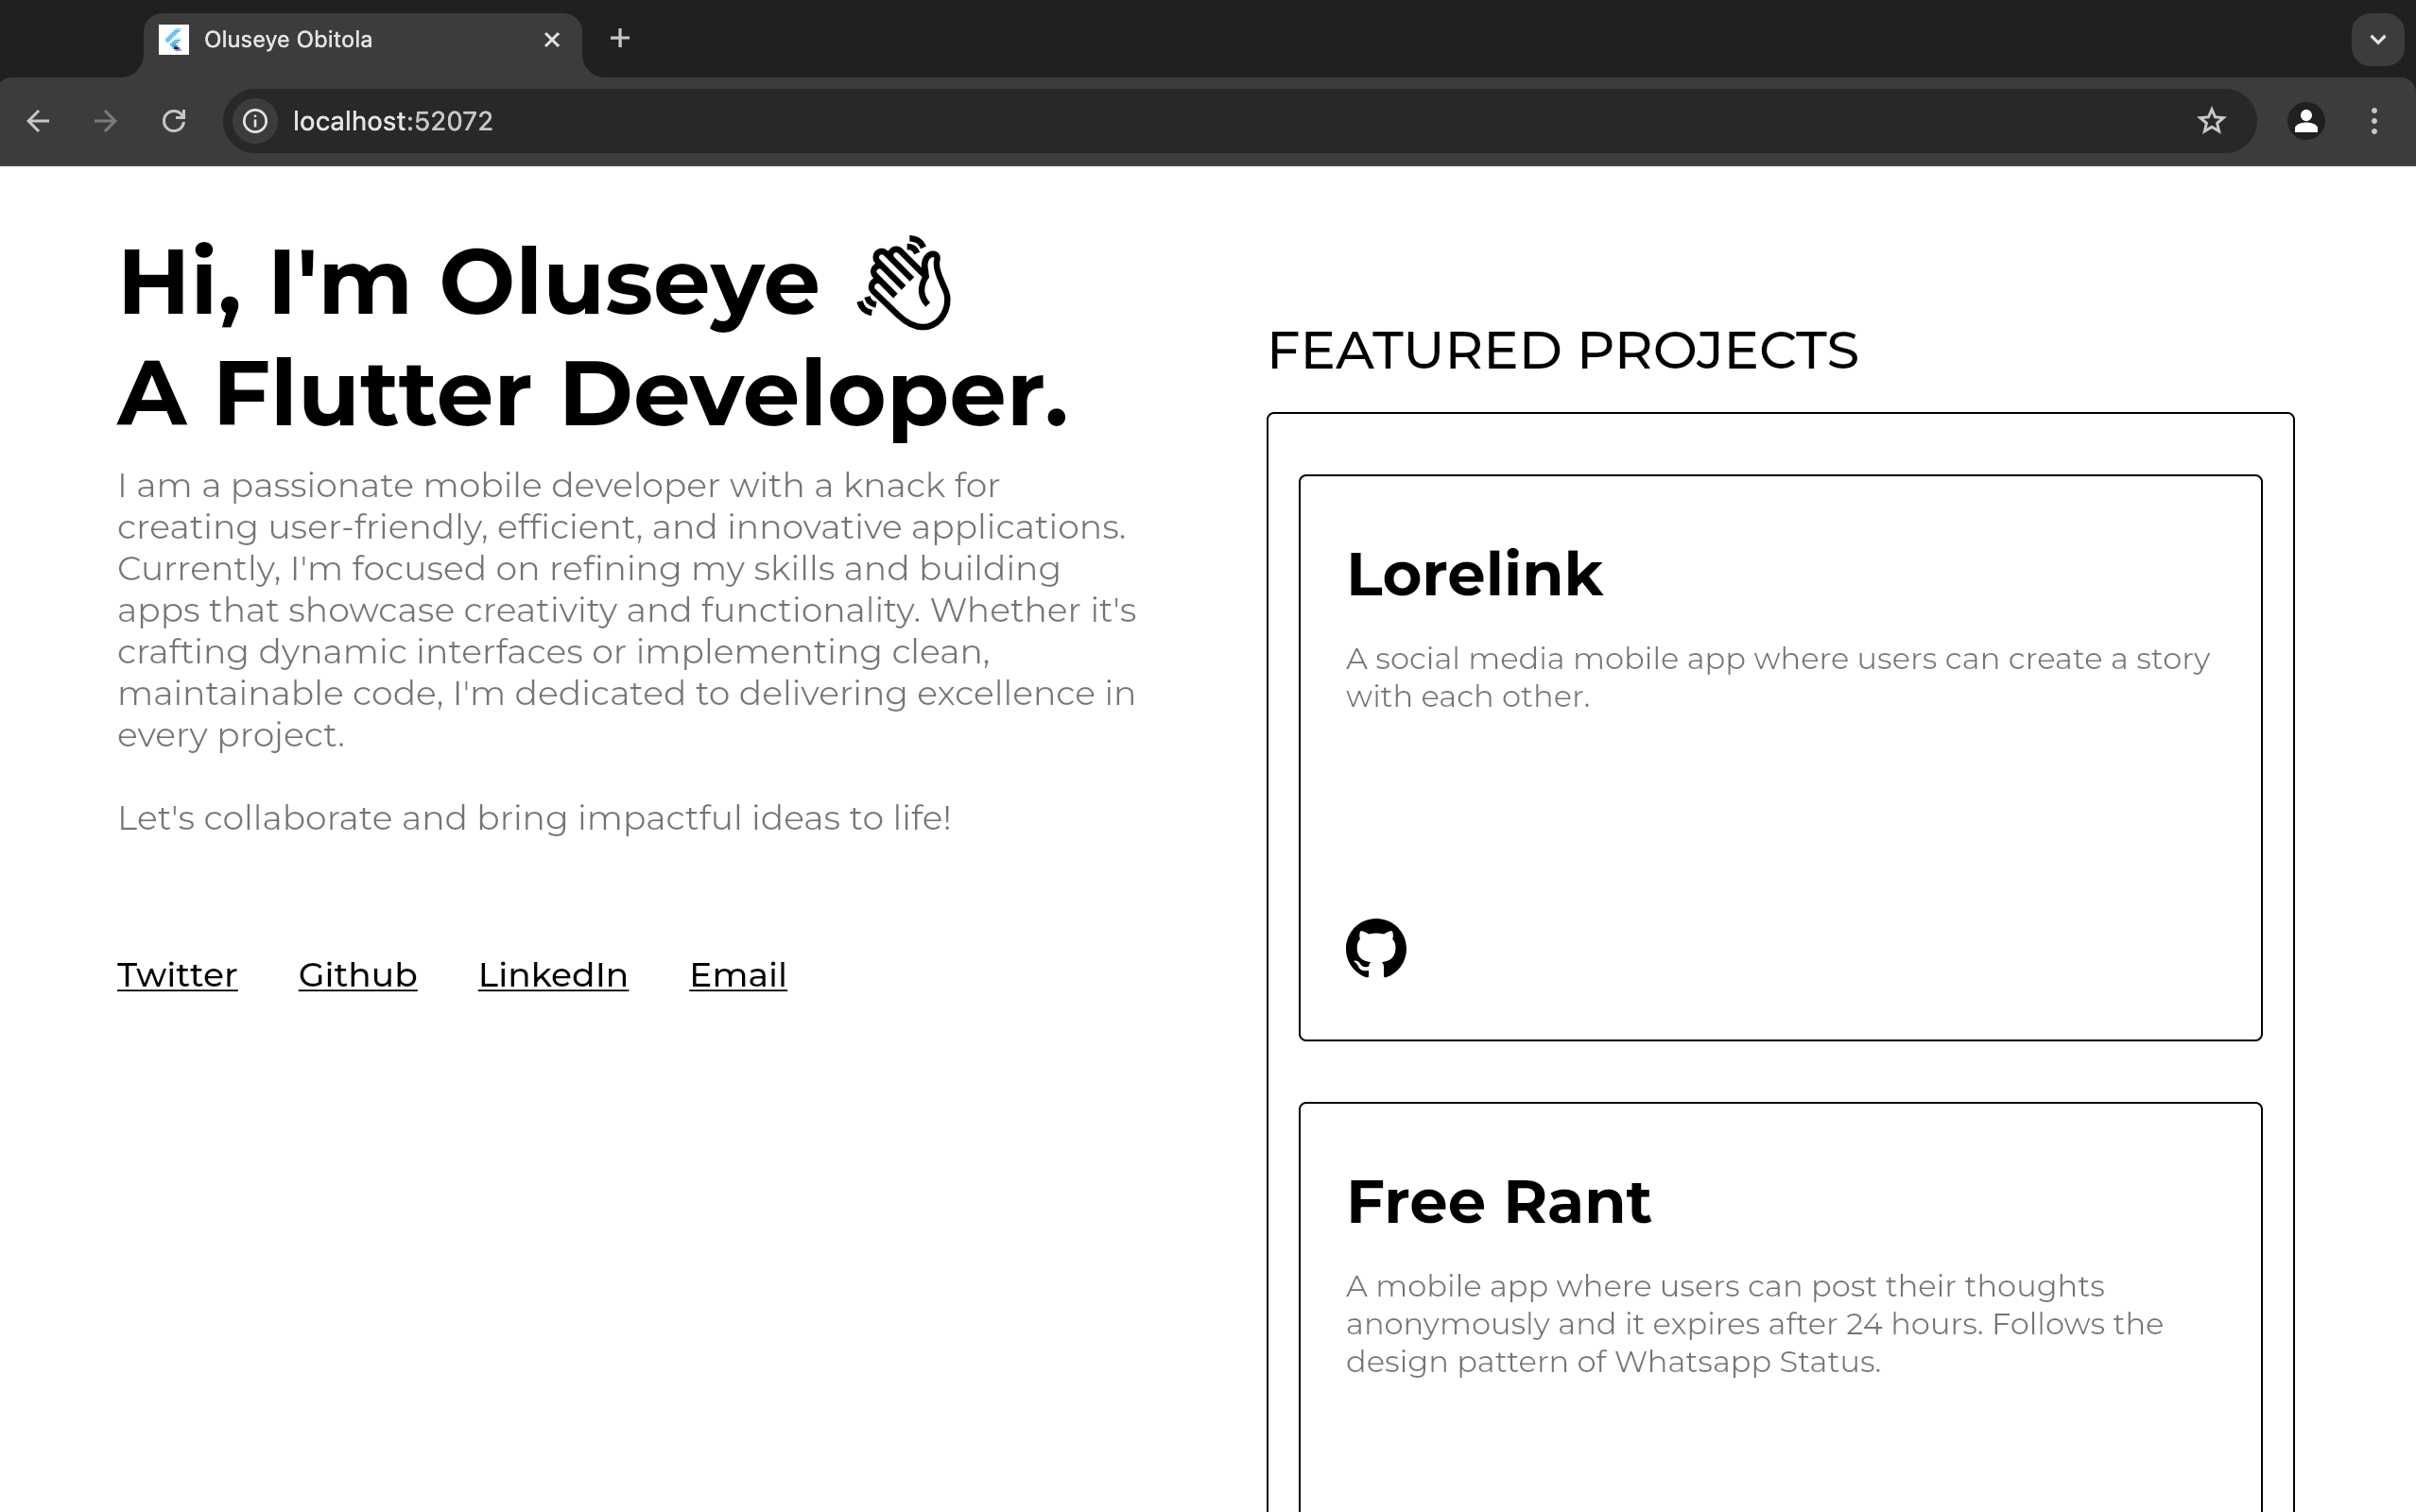 Oluseye Obitola
localhost:52072
Hi, I'm Oluseye
A Flutter Developer.
I am a passionate mobile developer with a knack for
creating user-friendly, efficient, and innovative applications.
Currently, I'm focused on refining my skills and building
apps that showcase creativity and functionality. Whether it's
crafting dynamic interfaces or implementing clean,
maintainable code, I'm dedicated to delivering excellence in
every project.
Let's collaborate and bring impactful ideas to life!
Twitter Github LinkedIn Email
FEATURED PROJECTS
Lorelink
A social media mobile app where users can create a story
with each other.
Free Rant
A mobile app where users can post their thoughts
anonymously and it expires after 24 hours. Follows the
design pattern of Whatsapp Status.